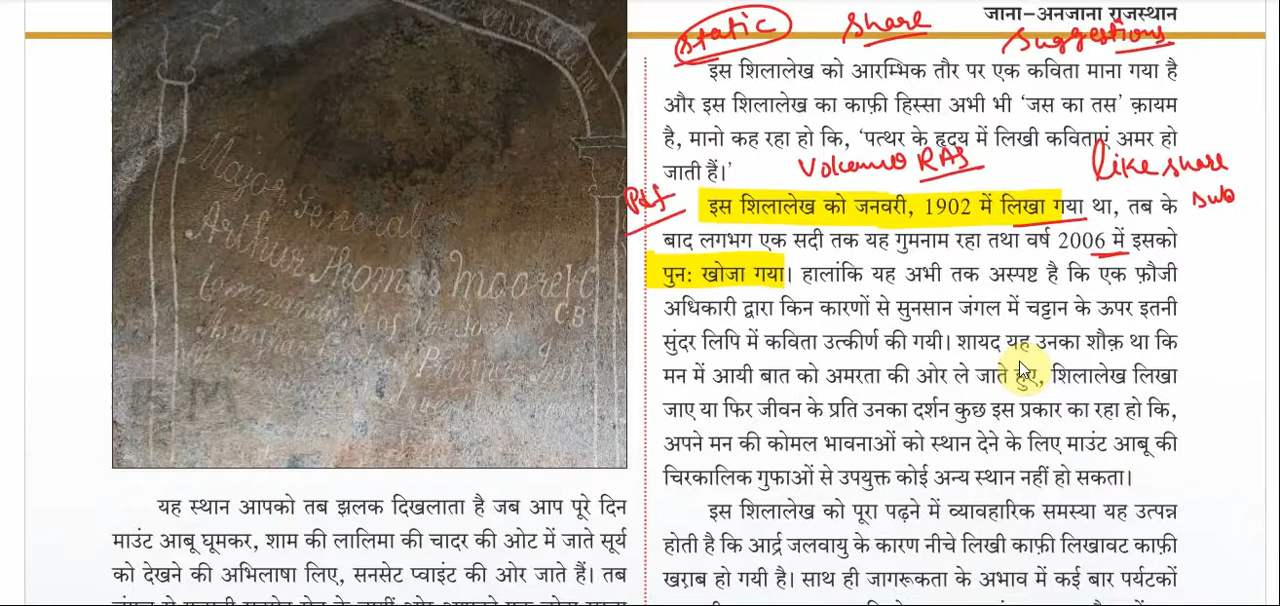 जाना-अनजाना राजस्थान
static share suggestions
इस शिलालेख को आरम्भिक तौर पर एक कविता माना गया है
और इस शिलालेख का काफ़ी हिस्सा अभी भी ‘जस का तस’ क़ायम
है, मानो कह रहा हो कि, ‘पत्थर के हृदय में लिखी कविताएं अमर हो
जाती हैं।’
volcano RAS like share
sub
Pdf
इस शिलालेख को जनवरी, 1902 में लिखा गया था, तब के
बाद लगभग एक सदी तक यह गुमनाम रहा तथा वर्ष 2006 में इसको
पुन: खोजा गया। हालांकि यह अभी तक अस्पष्ट है कि एक फ़ौजी
अधिकारी द्वारा किन कारणों से सुनसान जंगल में चट्टान के ऊपर इतनी
सुंदर लिपि में कविता उत्कीर्ण की गयी। शायद यह उनका शौक़ था कि
मन में आयी बात को अमरता की ओर ले जाते हुए, शिलालेख लिखा
जाए या फिर जीवन के प्रति उनका दर्शन कुछ इस प्रकार का रहा हो कि,
अपने मन की कोमल भावनाओं को स्थान देने के लिए माउंट आबू की
चिरकालिक गुफाओं से उपयुक्त कोई अन्य स्थान नहीं हो सकता।
इस शिलालेख को पूरा पढ़ने में व्यावहारिक समस्या यह उत्पन्न
होती है कि आर्द्र जलवायु के कारण नीचे लिखी काफ़ी लिखावट काफ़ी
खराब हो गयी है। साथ ही जागरूकता के अभाव में कई बार पर्यटकों
Major General
Arthur Thomas Moore
CB
यह स्थान आपको तब झलक दिखलाता है जब आप पूरे दिन
माउंट आबू घूमकर, शाम की लालिमा की चादर की ओट में जाते सूर्य
को देखने की अभिलाषा लिए, सनसेट प्वाइंट की ओर जाते हैं। तब